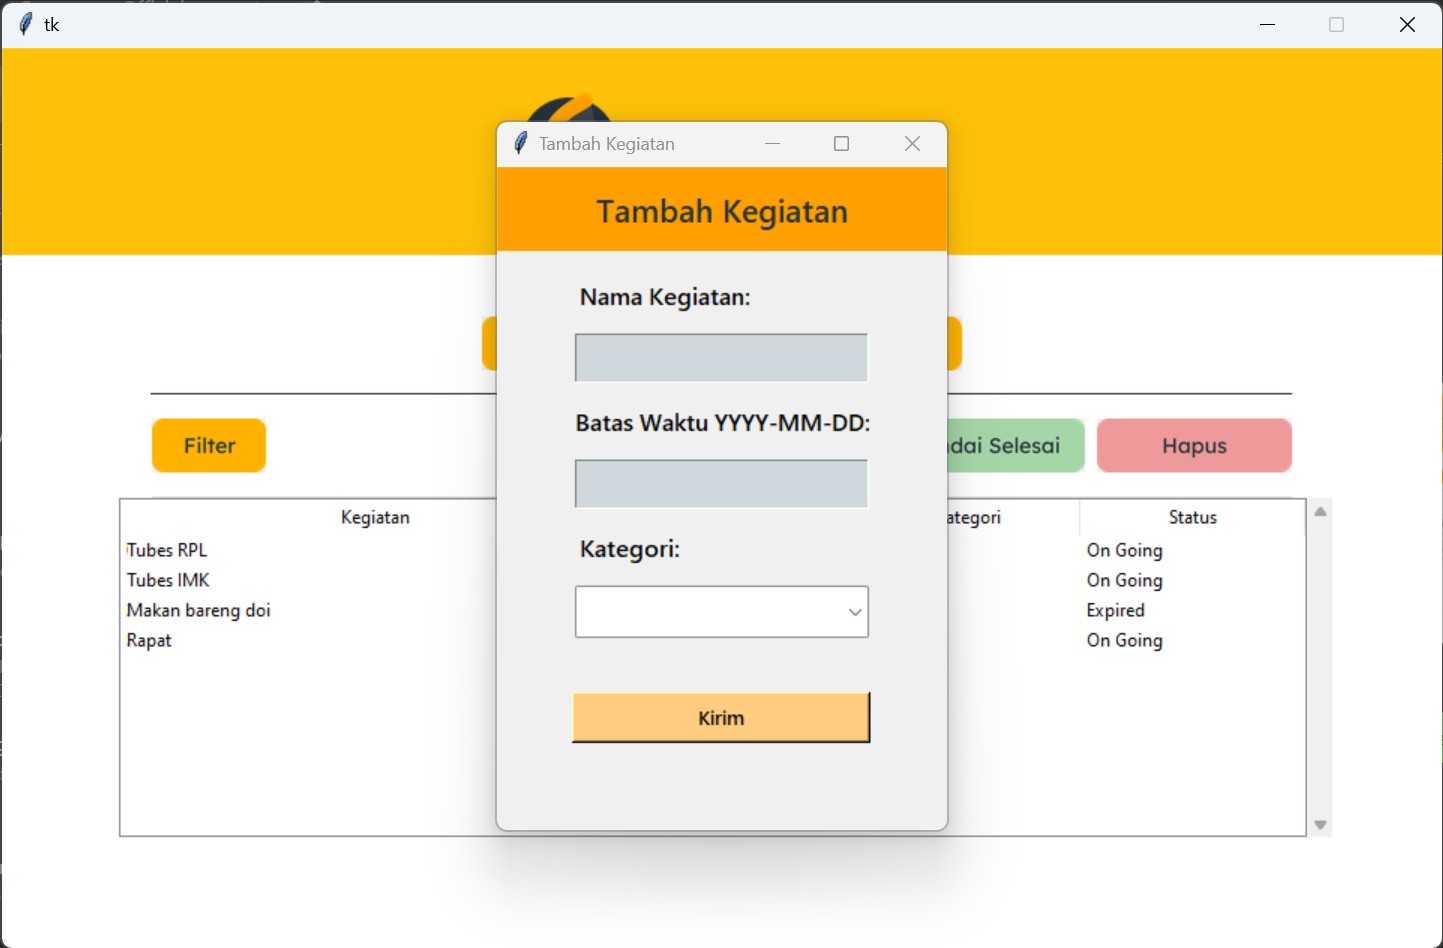 tk
Tambah Kegiatan
Tambah Kegiatan
Nama Kegiatan:
Batas Waktu YYYY-MM-DD:
Kategori:
Kirim
Filter
dai Selesai
Hapus
Kegiatan
ategori
Status
Tubes RPL
On Going
Tubes IMK
On Going
Makan bareng doi
Expired
Rapat
On Going